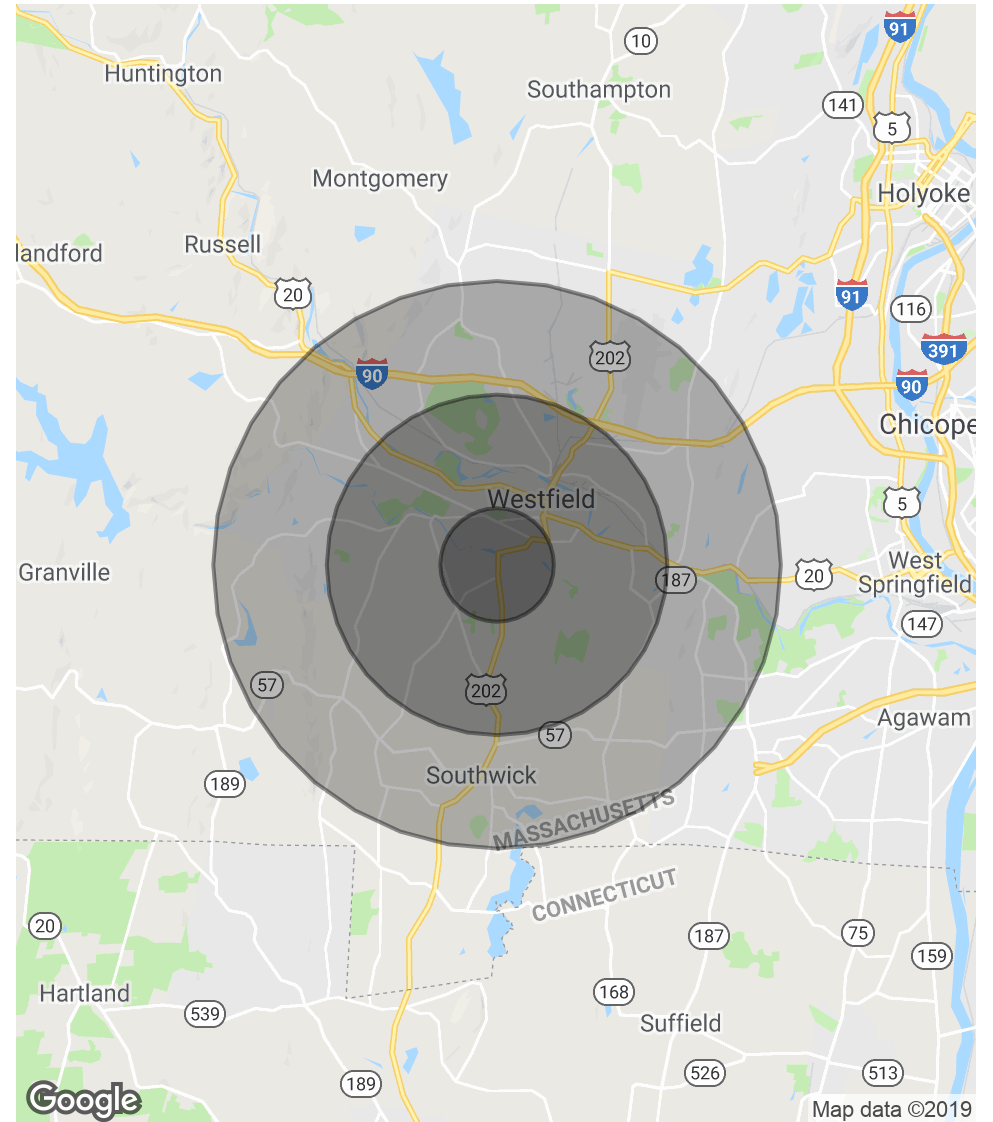 91
10
Huntington
Southampton
141
5
Montgomery
Holyoke
Russell
landford
20
91
116
202
391
90
90
Chicope
Westfield
5
Granville
West
Springfield
20
187
147
57
202
Agawam
57
Southwick
189
MASSACHUSETTS
CONNECTICUT
20
187
75
159
Hartland
168
539
Suffield
526
513
189
Google
Map data ©2019